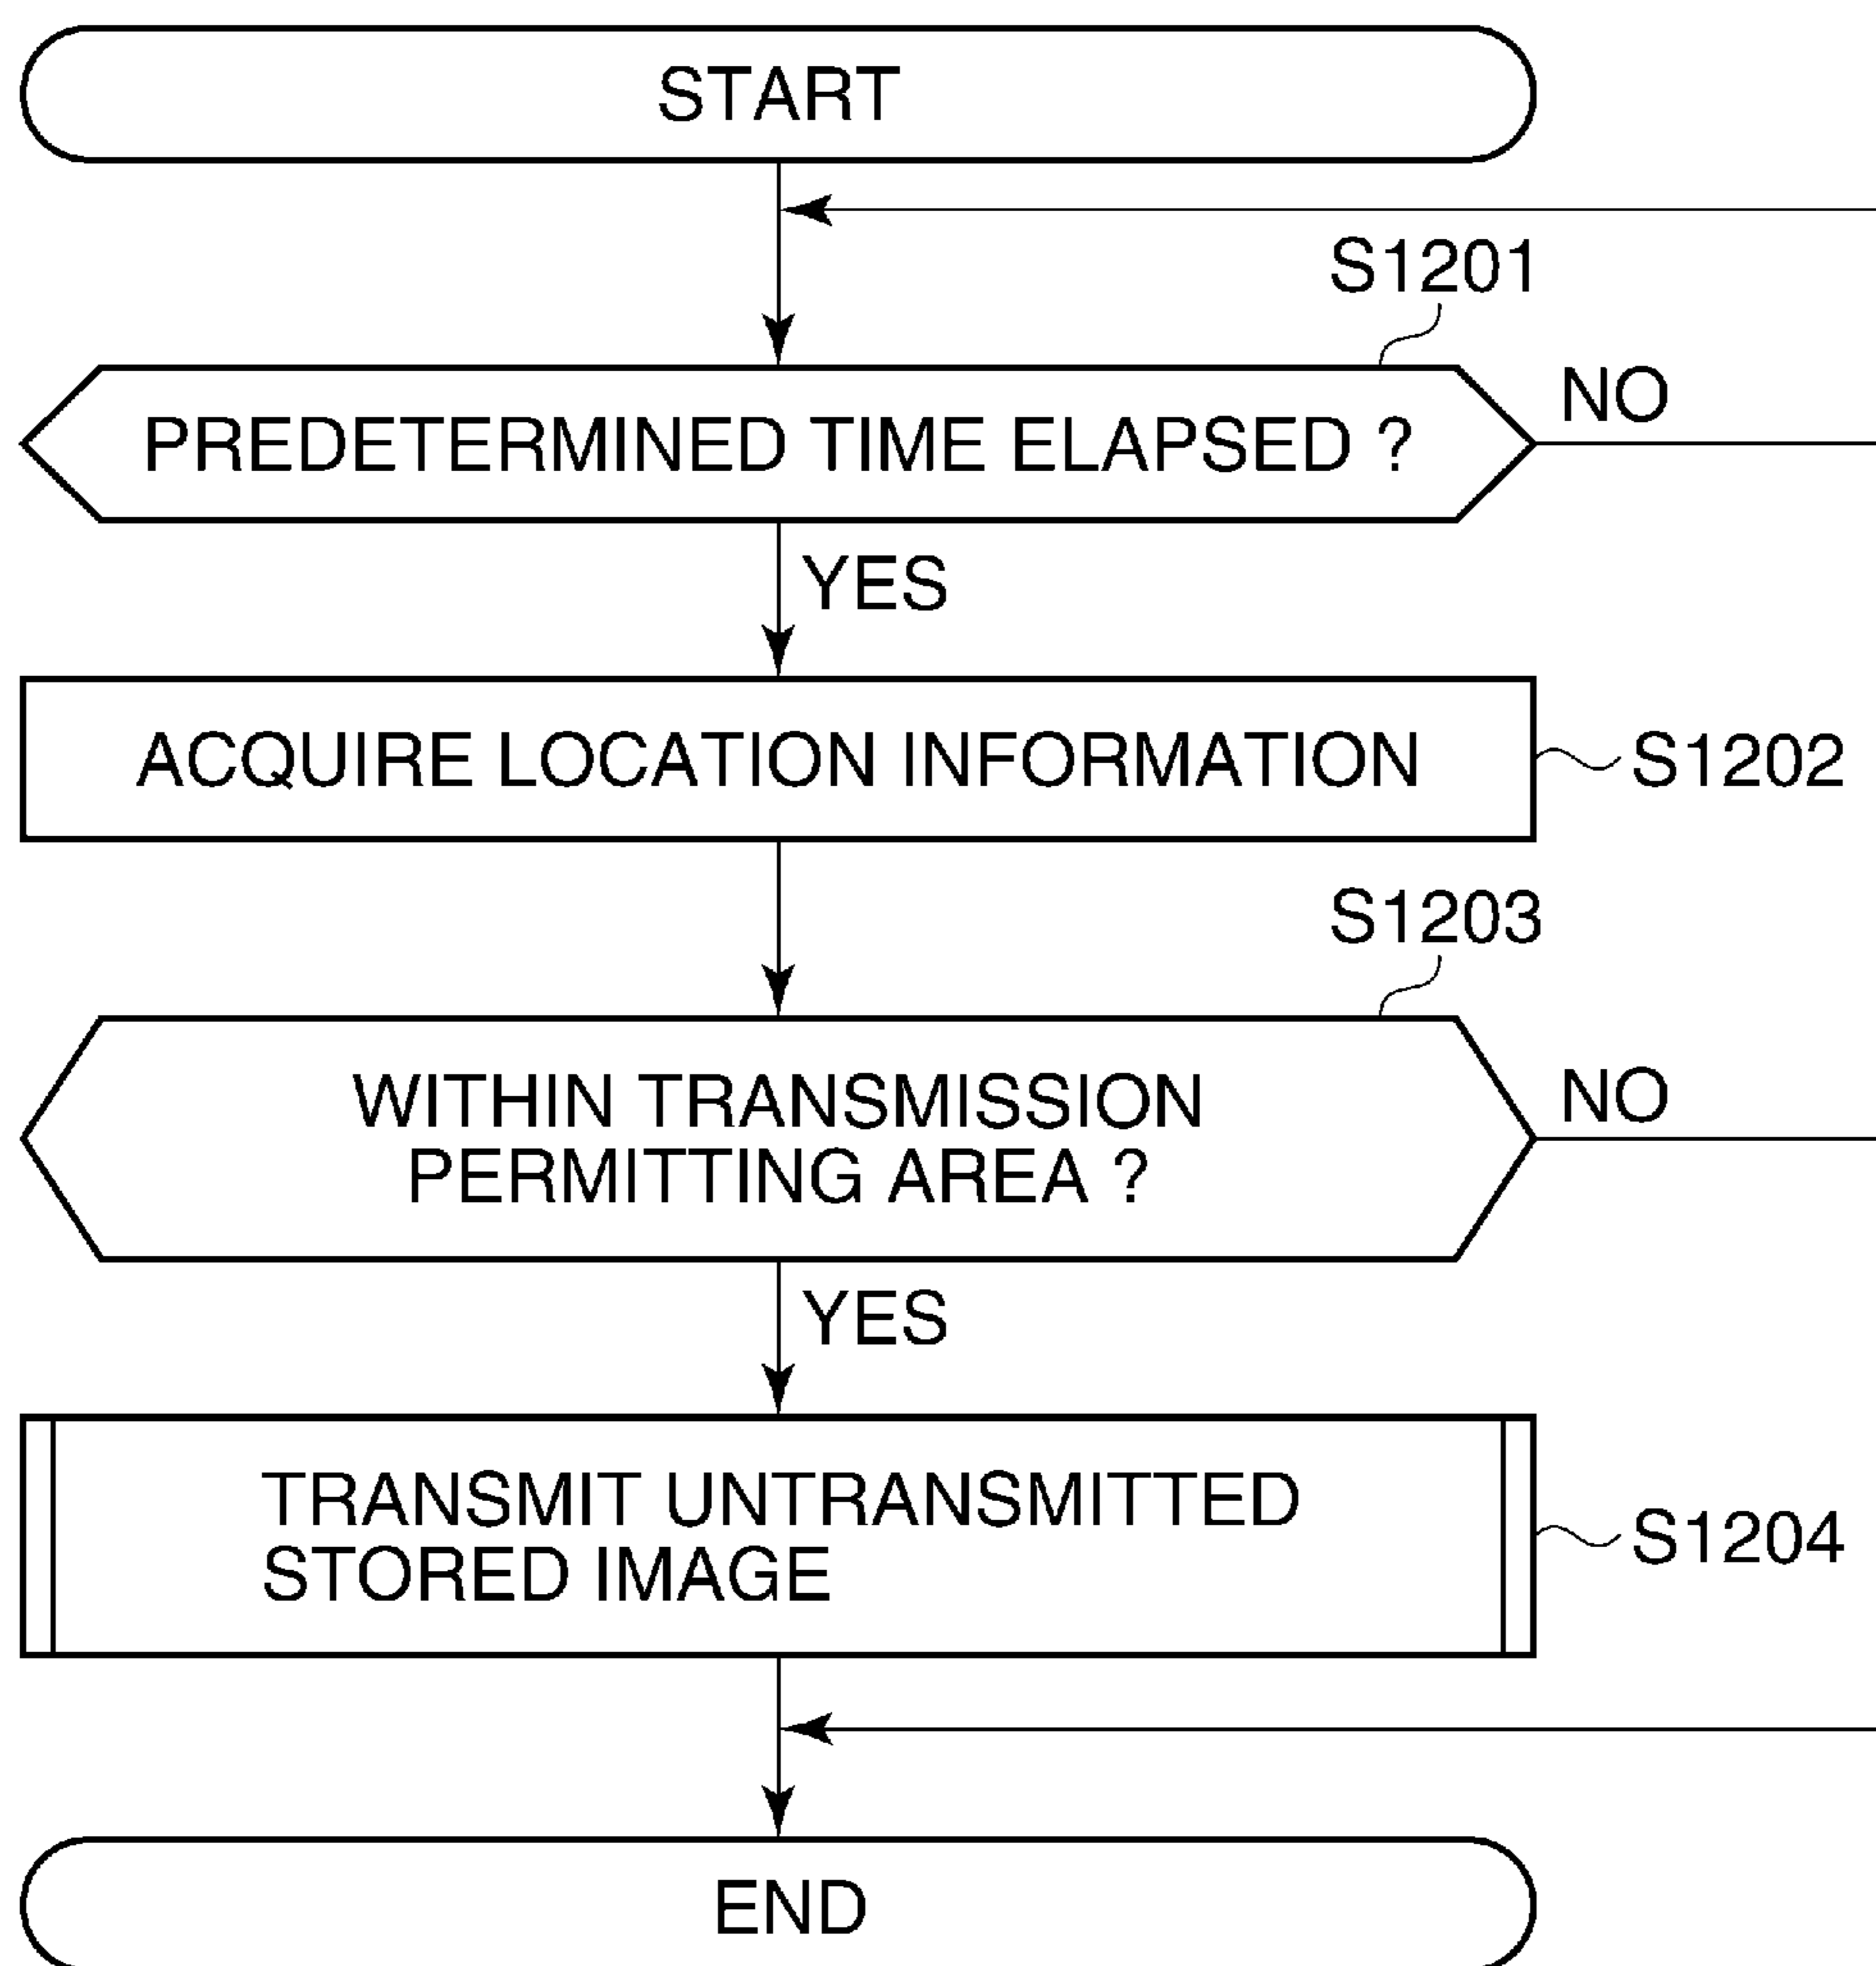 START
S1201
PREDETERMINED TIME ELAPSED ?
NO
YES
ACQUIRE LOCATION INFORMATION
S1202
S1203
WITHIN TRANSMISSION
PERMITTING AREA ?
NO
YES
TRANSMIT UNTRANSMITTED
STORED IMAGE
S1204
END